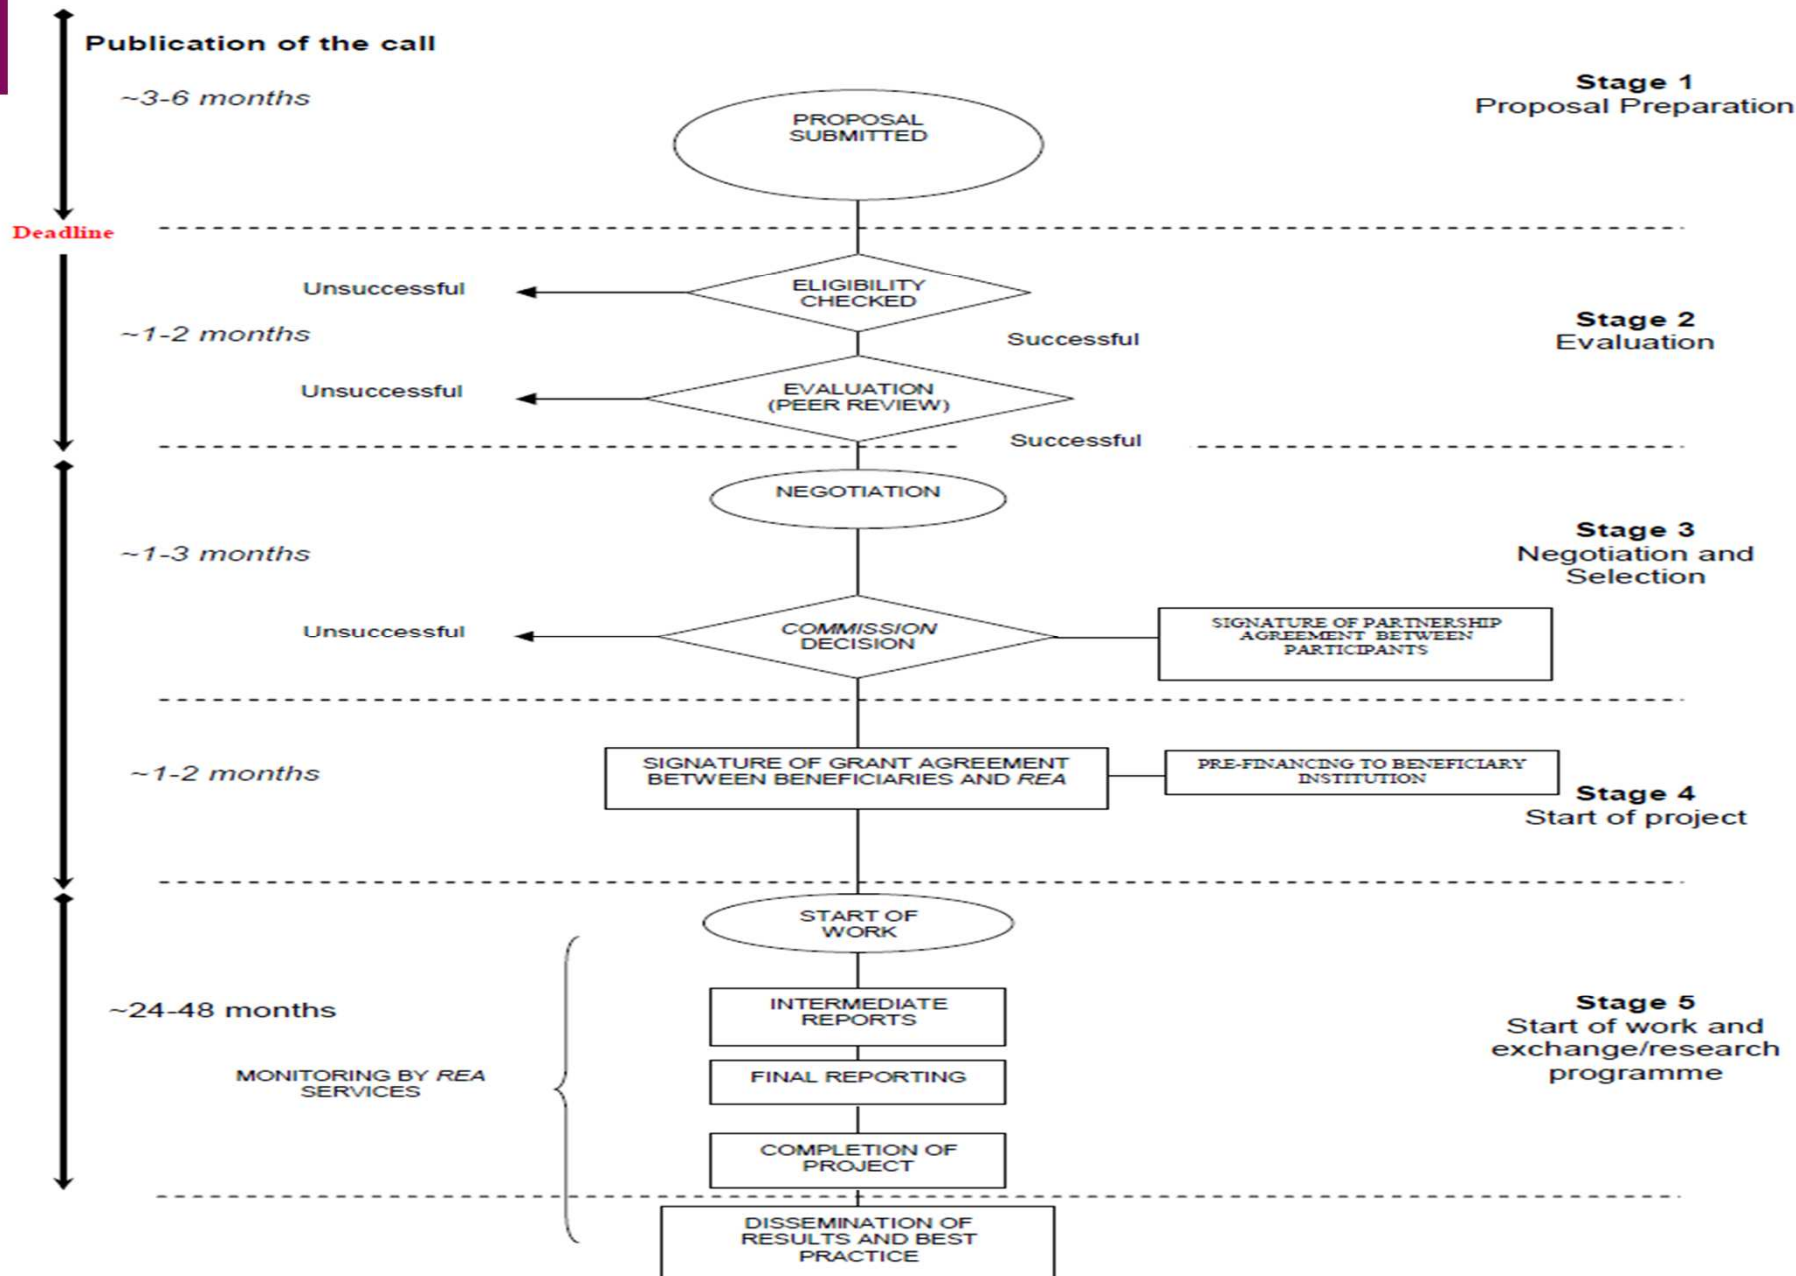 Publication of the call
~3-6 months
PROPOSAL
SUBMITTED
Stage 1
Proposal Preparation
Deadline
Unsuccessful
ELIGIBILITY
CHECKED
~1-2 months
Successful
Stage 2
Evaluation
Unsuccessful
EVALUATION
(PEER REVIEW)
Successful
NEGOTIATION
~1-3 months
Stage 3
Negotiation and
Selection
Unsuccessful
COMMISSION
DECISION
SIGNATURE OF PARTNERSHIP
AGREEMENT BETWEEN
PARTICIPANTS
~1-2 months
SIGNATURE OF GRANT AGREEMENT
BETWEEN BENEFICIARIES AND REA
PRE-FINANCING TO BENEFICIARY
INSTITUTION
Stage 4
Start of project
START OF
WORK
~24-48 months
INTERMEDIATE
REPORTS
Stage 5
Start of work and
exchange/research
programme
MONITORING BY REA
SERVICES
FINAL REPORTING
COMPLETION OF
PROJECT
DISSEMINATION OF
RESULTS AND BEST
PRACTICE